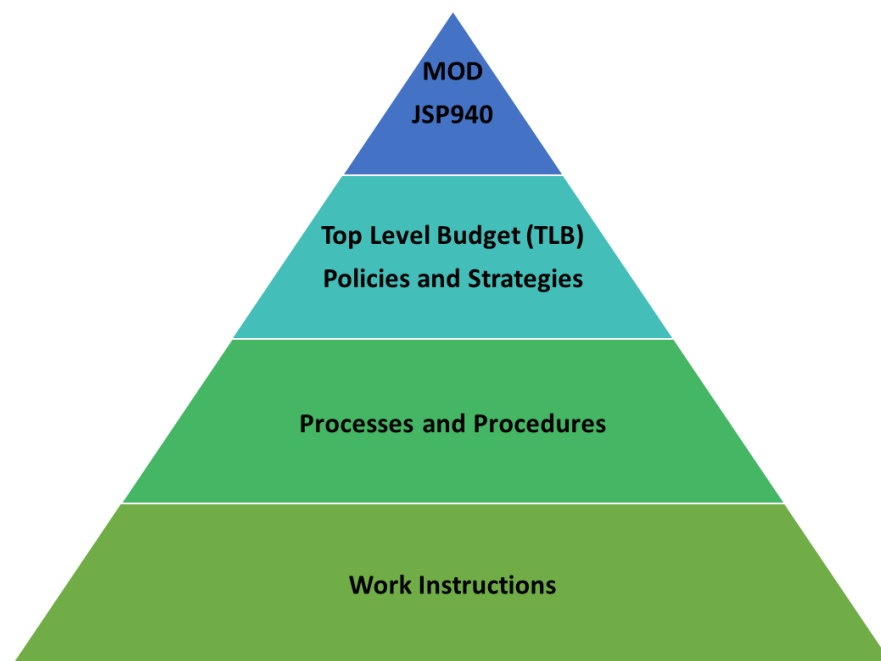 MOD
JSP940
Top Level Budget (TLB)
Policies and Strategies
Processes and Procedures
Work Instructions